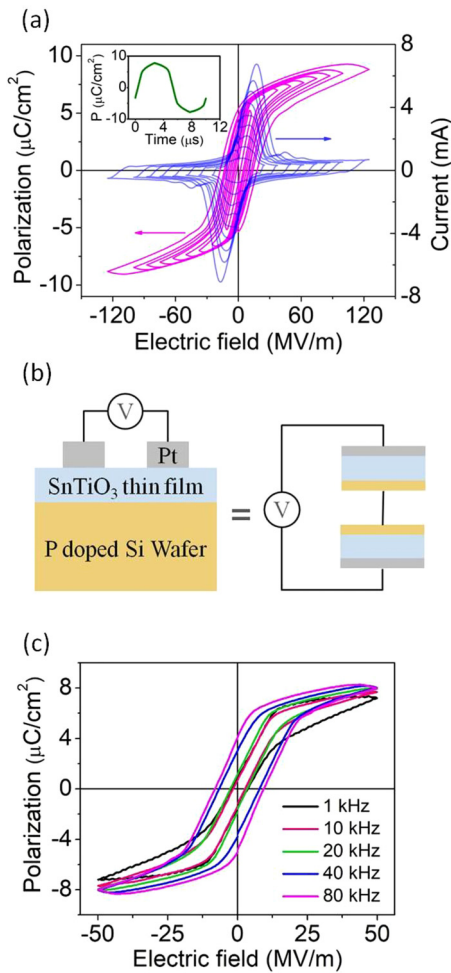 (a)
10
5
0
-5
-10
Polarization (μC/cm²)
P (μC/cm²)
10
0
-10
0 4 8 12
Time (μs)
8
4
0
-4
-8
Current (mA)
-120 -60 0 60 120
Electric field (MV/m)
(b)
V
Pt
SnTiO₃ thin film
P doped Si Wafer
=
V
(c)
8
4
0
-4
-8
Polarization (μC/cm²)
1 kHz
10 kHz
20 kHz
40 kHz
80 kHz
-50 -25 0 25 50
Electric field (MV/m)